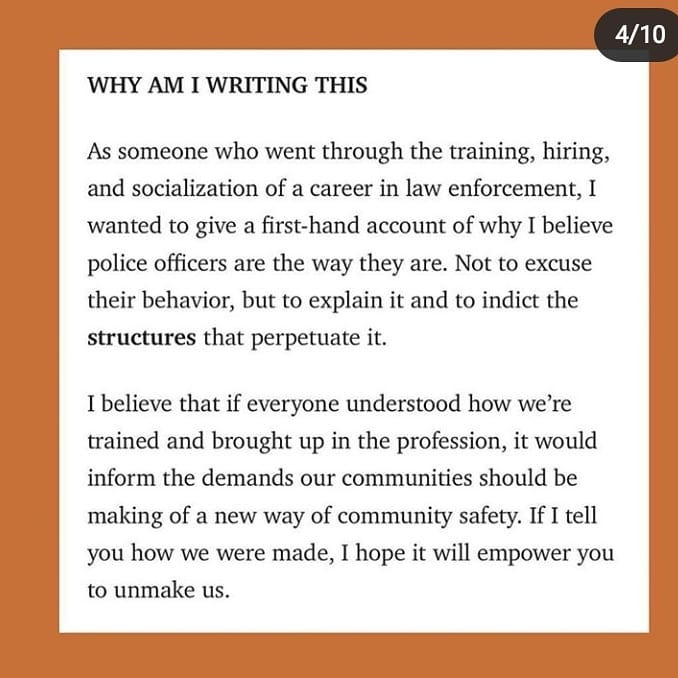 4/10
WHY AM I WRITING THIS
As someone who went through the training, hiring,
and socialization of a career in law enforcement, I
wanted to give a first-hand account of why I believe
police officers are the way they are. Not to excuse
their behavior, but to explain it and to indict the
structures that perpetuate it.
I believe that if everyone understood how we’re
trained and brought up in the profession, it would
inform the demands our communities should be
making of a new way of community safety. If I tell
you how we were made, I hope it will empower you
to unmake us.